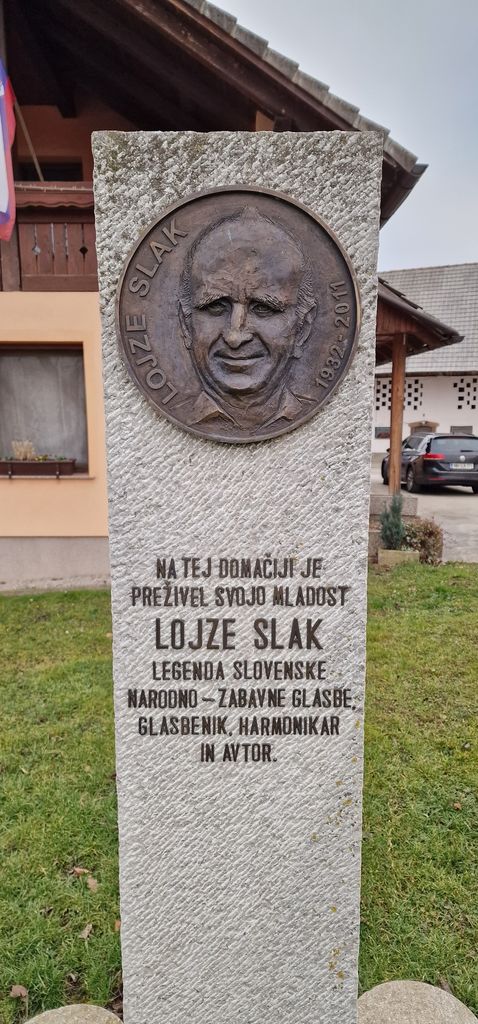 LOJZE SLAK
1932-2011
NA TEJ DOMAČIJI JE
PREŽIVEL SVOJO MLADOST
LOJZE SLAK
LEGENDA SLOVENSKE
NARODNO - ZABAVNE GLASBE,
GLASBENIK, HARMONIKAR
IN AVTOR.